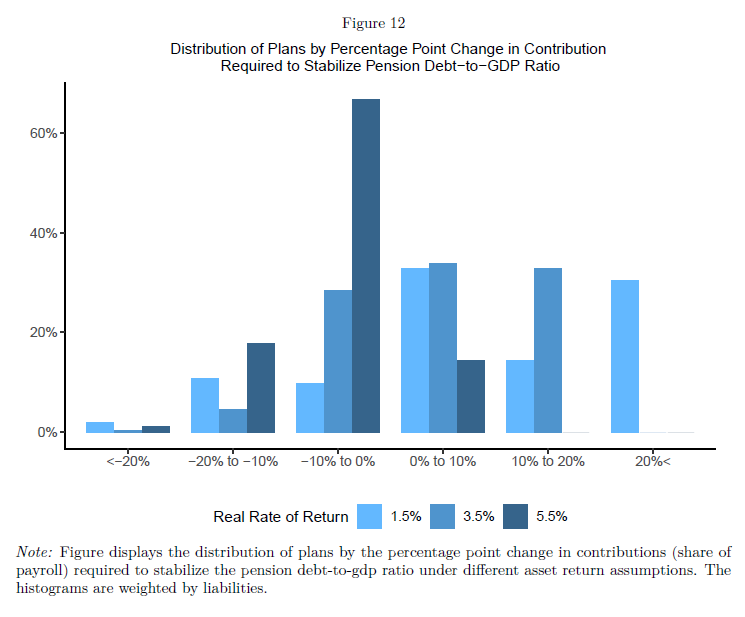 Figure 12
Distribution of Plans by Percentage Point Change in Contribution
Required to Stabilize Pension Debt−to−GDP Ratio
60%
40%
20%
0%
<−20%
−20% to −10%
−10% to 0%
0% to 10%
10% to 20%
20%<
Real Rate of Return
1.5%
3.5%
5.5%
Note: Figure displays the distribution of plans by the percentage point change in contributions (share of
payroll) required to stabilize the pension debt-to-gdp ratio under different asset return assumptions. The
histograms are weighted by liabilities.